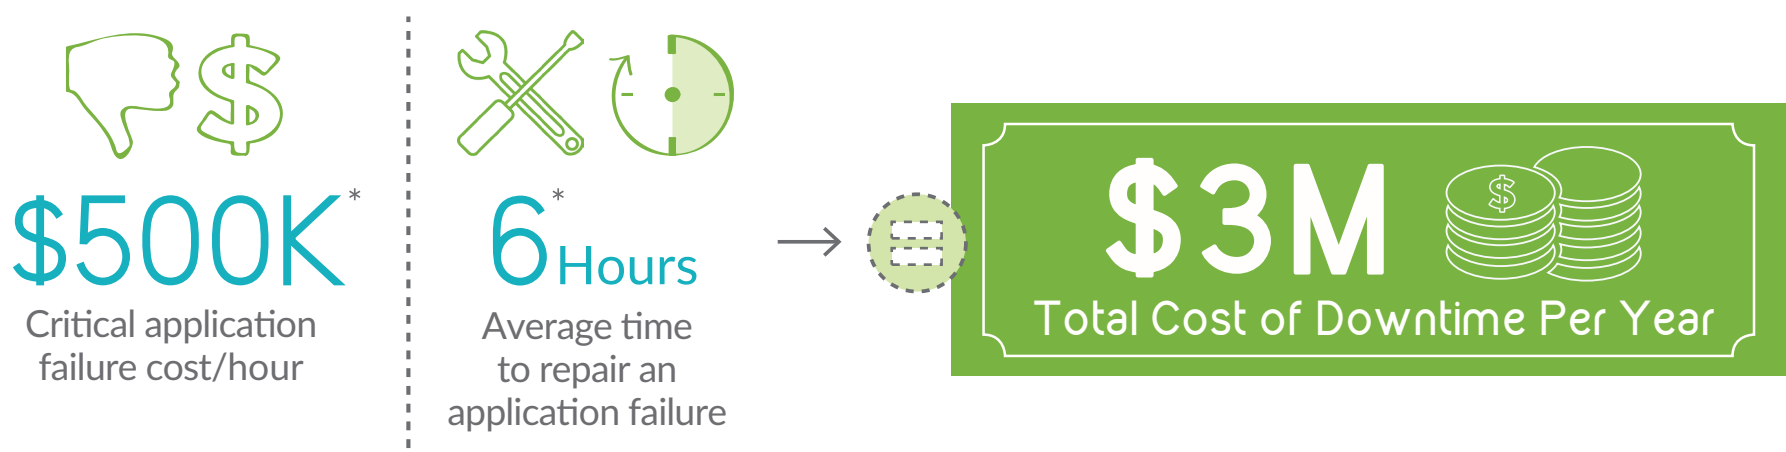 $500K*
Critical application
failure cost/hour
6 Hours*
Average time
to repair an
application failure
$3M
$
Total Cost of Downtime Per Year